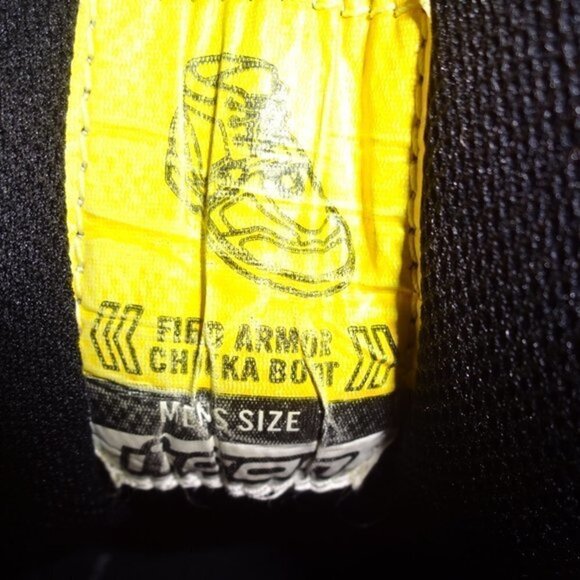 FIELD ARMOR
CHUKKA BOOT
MENS SIZE